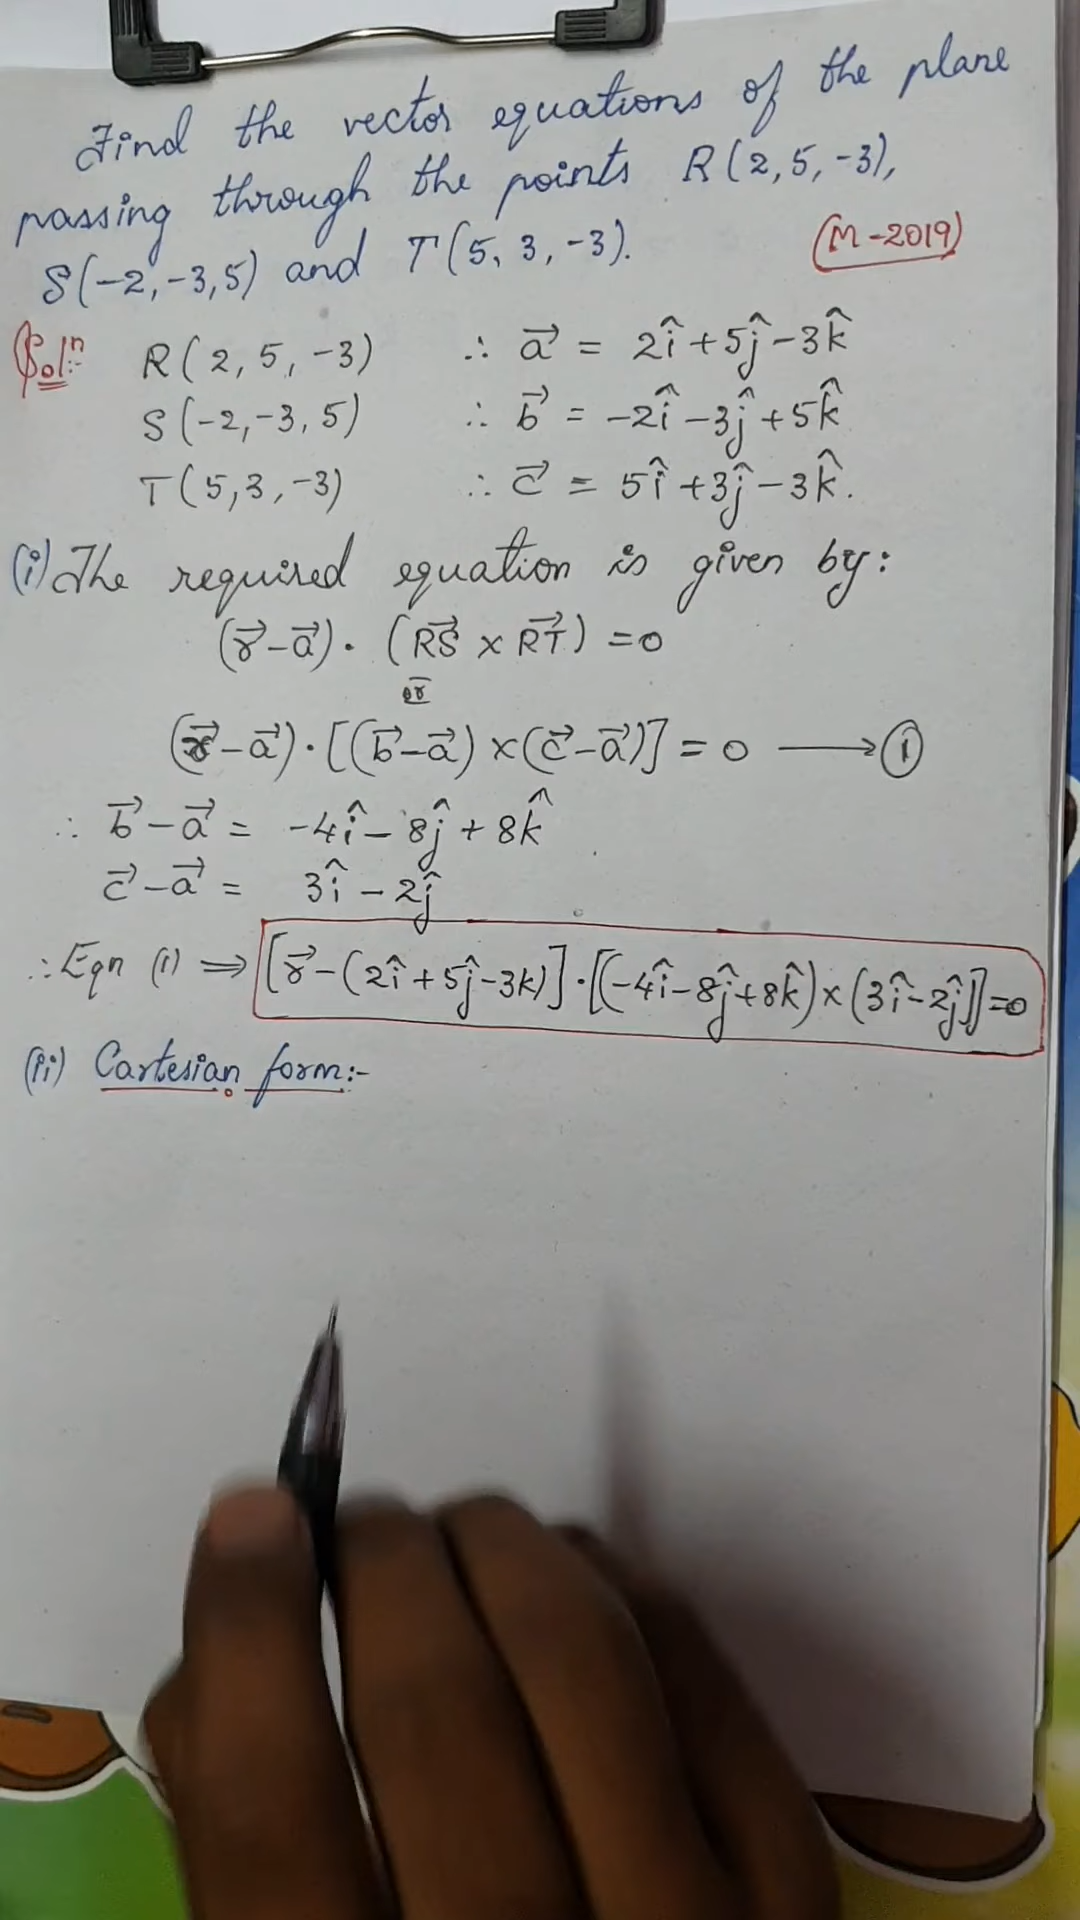 Find the vector equations of the plane
passing through the points R(2, 5, -3),
S(-2, -3, 5) and T(5, 3, -3). (M-2019)
Solⁿ:- R(2, 5, -3) ∴ a⃗ = 2î + 5ĵ - 3k̂
S(-2, -3, 5) ∴ b⃗ = -2î - 3ĵ + 5k̂
T(5, 3, -3) ∴ c⃗ = 5î + 3ĵ - 3k̂.
(i) The required equation is given by:
(r⃗ - a⃗) · (RS⃗ × RT⃗) = 0
or
(r⃗ - a⃗) · [(b⃗ - a⃗) × (c⃗ - a⃗)] = 0 ⟶ ①
∴ b⃗ - a⃗ = -4î - 8ĵ + 8k̂
c⃗ - a⃗ = 3î - 2ĵ
∴ Eqn (1) ⇒ [r⃗ - (2î + 5ĵ - 3k)] · [(-4î - 8ĵ + 8k̂) × (3î - 2ĵ)] = 0
(ii) Cartesian form:-